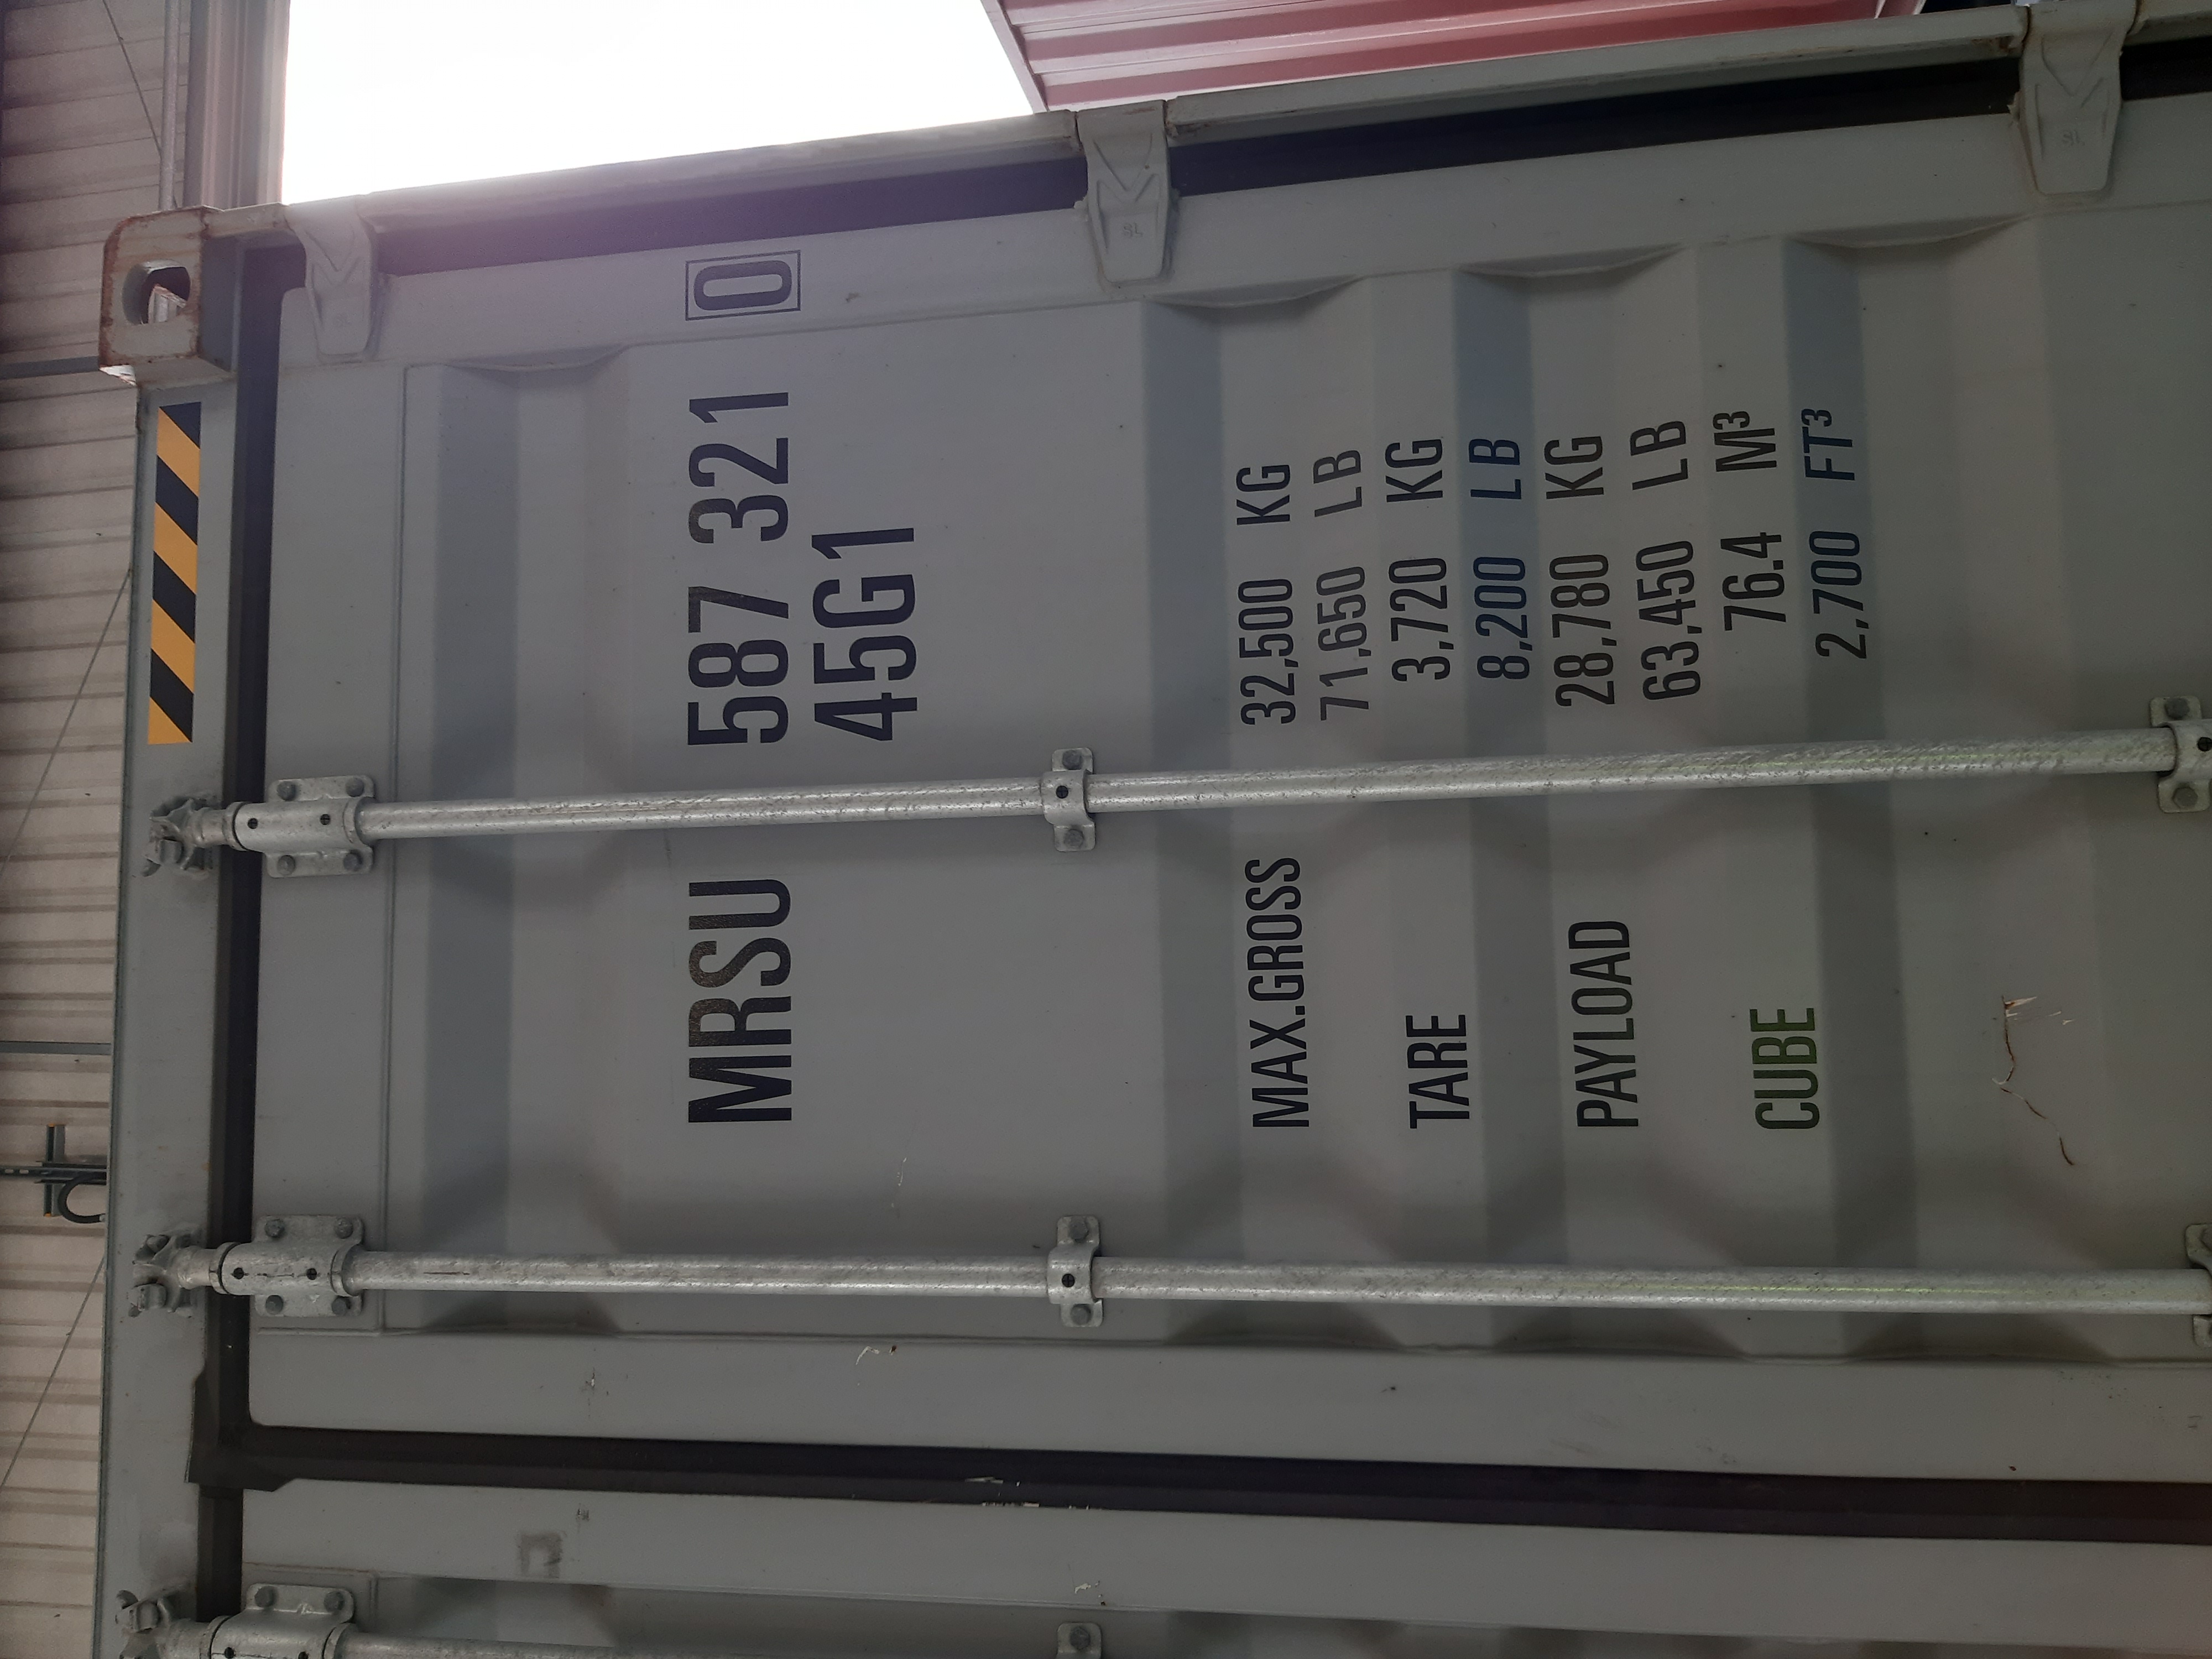 MRSU 587 321 0
45G1
MAX.GROSS 32,500 KG
71,650 LB
TARE 3,720 KG
8,200 LB
PAYLOAD 28,780 KG
63,450 LB
CUBE 76.4 M³
2,700 FT³